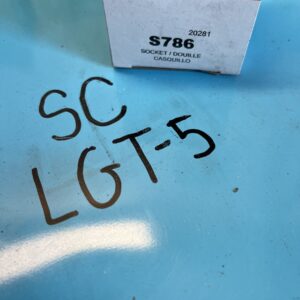 20281
S786
SOCKET / DOUILLE
CASQUILLO
SC
LGT-5